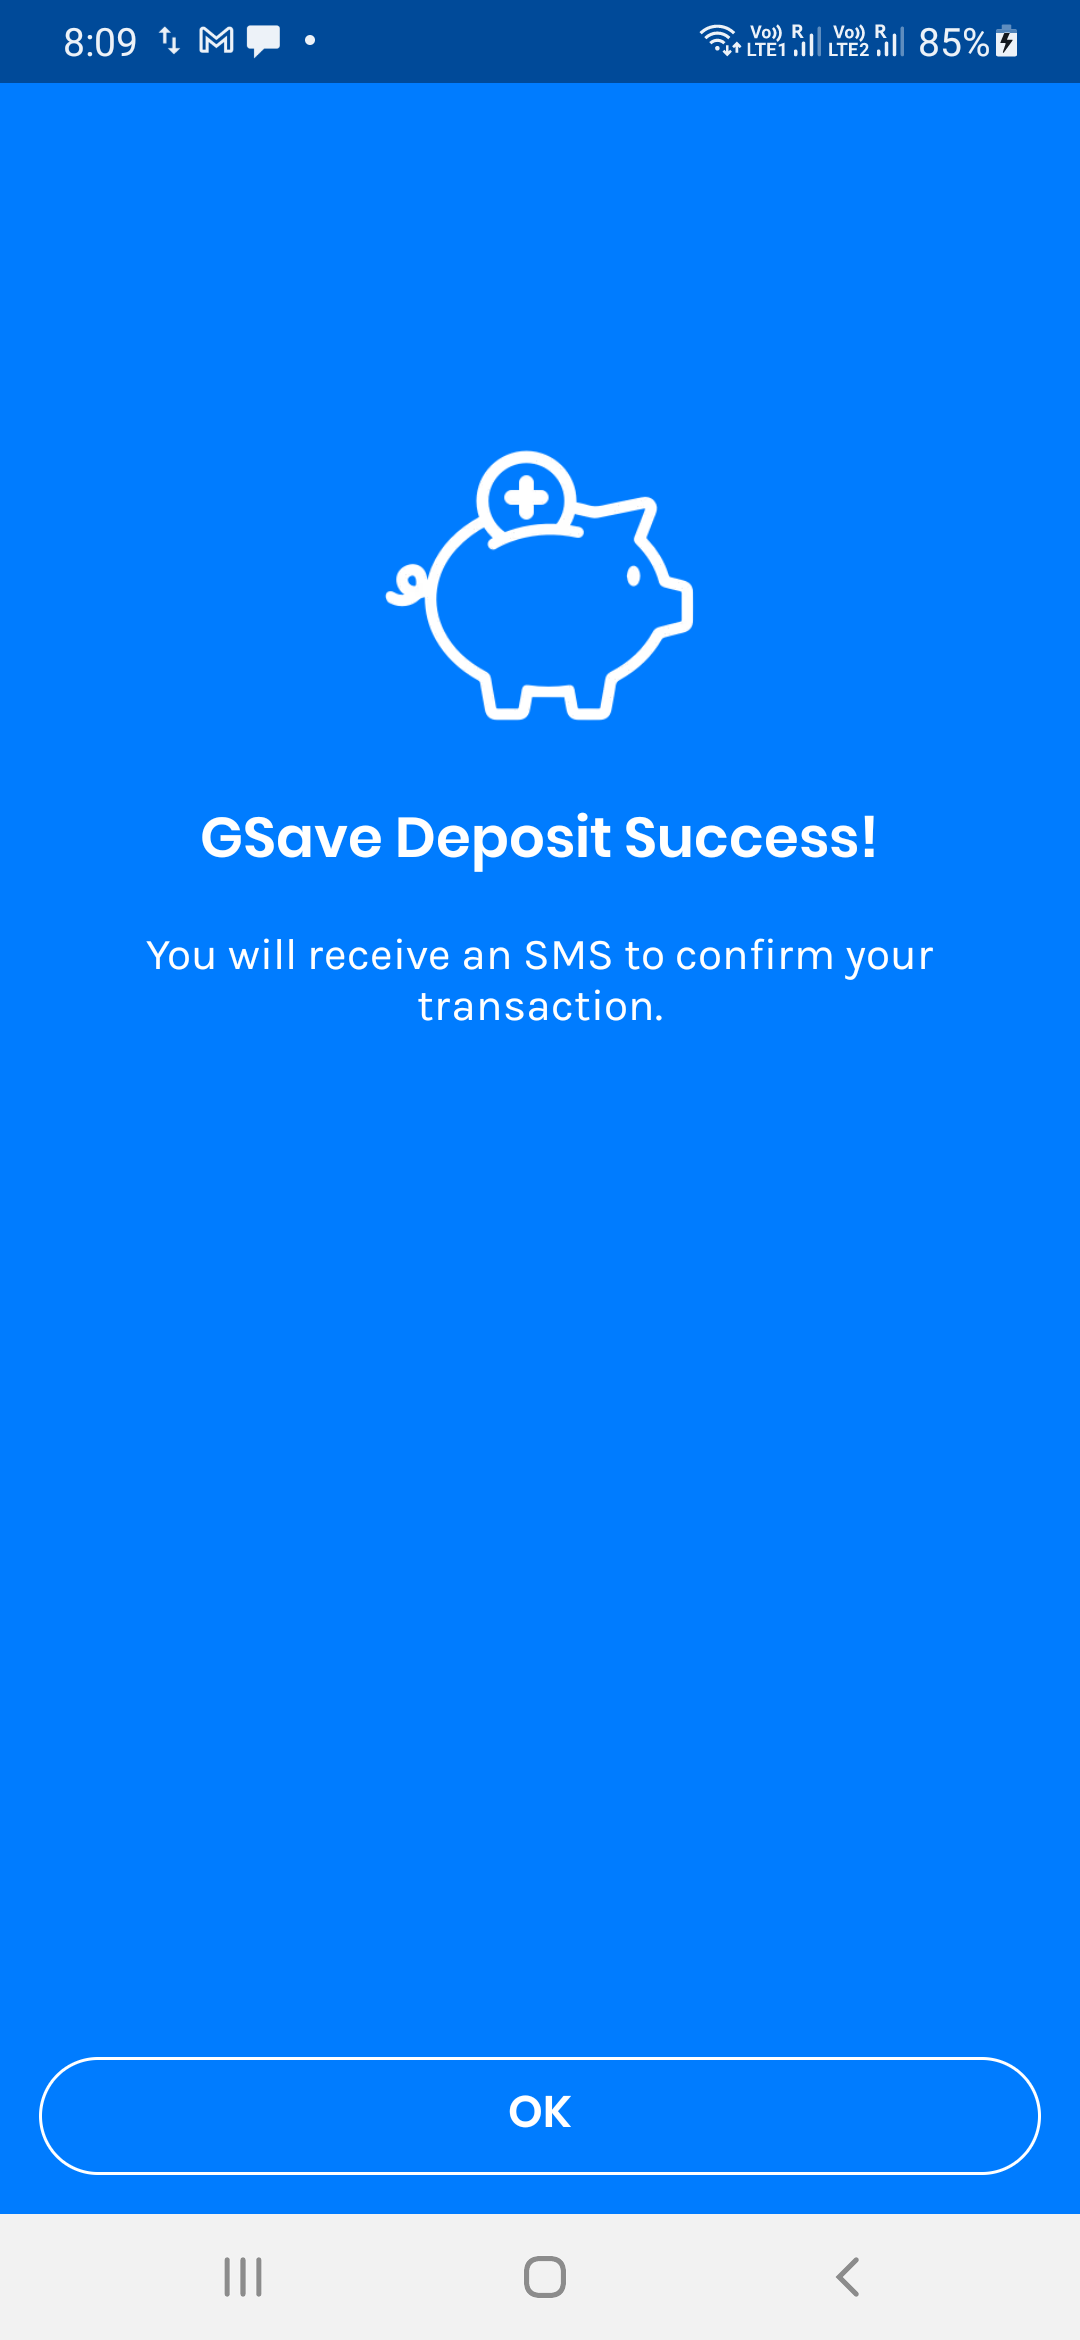 8:09
Vo)) R Vo)) R
LTE1 LTE2 85%
GSave Deposit Success!
You will receive an SMS to confirm your
transaction.
OK